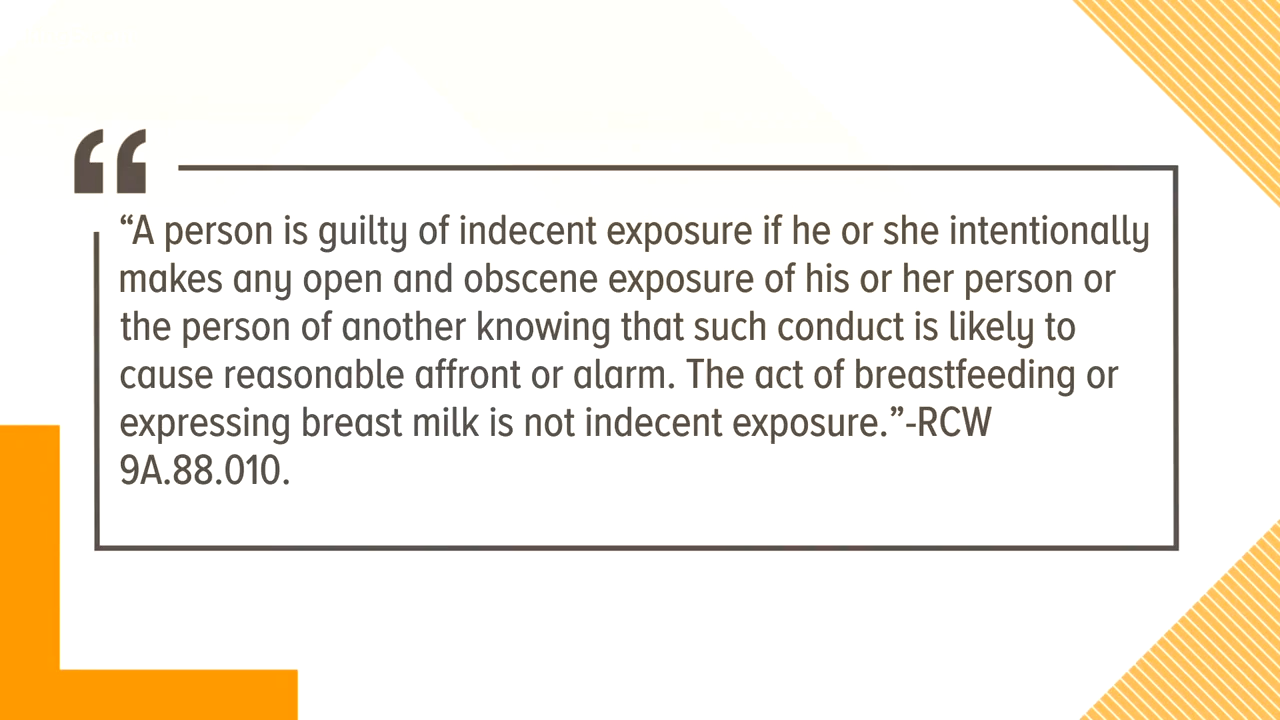 “A person is guilty of indecent exposure if he or she intentionally
makes any open and obscene exposure of his or her person or
the person of another knowing that such conduct is likely to
cause reasonable affront or alarm. The act of breastfeeding or
expressing breast milk is not indecent exposure.”-RCW
9A.88.010.